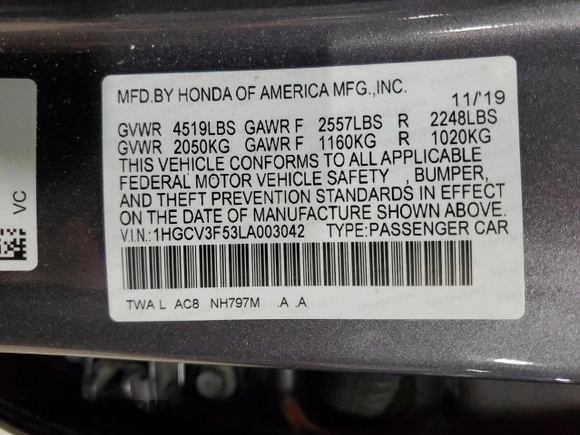 MFD.BY HONDA OF AMERICA MFG.,INC.
11/'19
GVWR 4519LBS GAWR F 2557LBS R 2248LBS
GVWR 2050KG GAWR F 1160KG R 1020KG
THIS VEHICLE CONFORMS TO ALL APPLICABLE
FEDERAL MOTOR VEHICLE SAFETY , BUMPER,
AND THEFT PREVENTION STANDARDS IN EFFECT
ON THE DATE OF MANUFACTURE SHOWN ABOVE.
V.I.N.:1HGCV3F53LA003042 TYPE:PASSENGER CAR
TWA L AC8 NH797M .A .A
VC